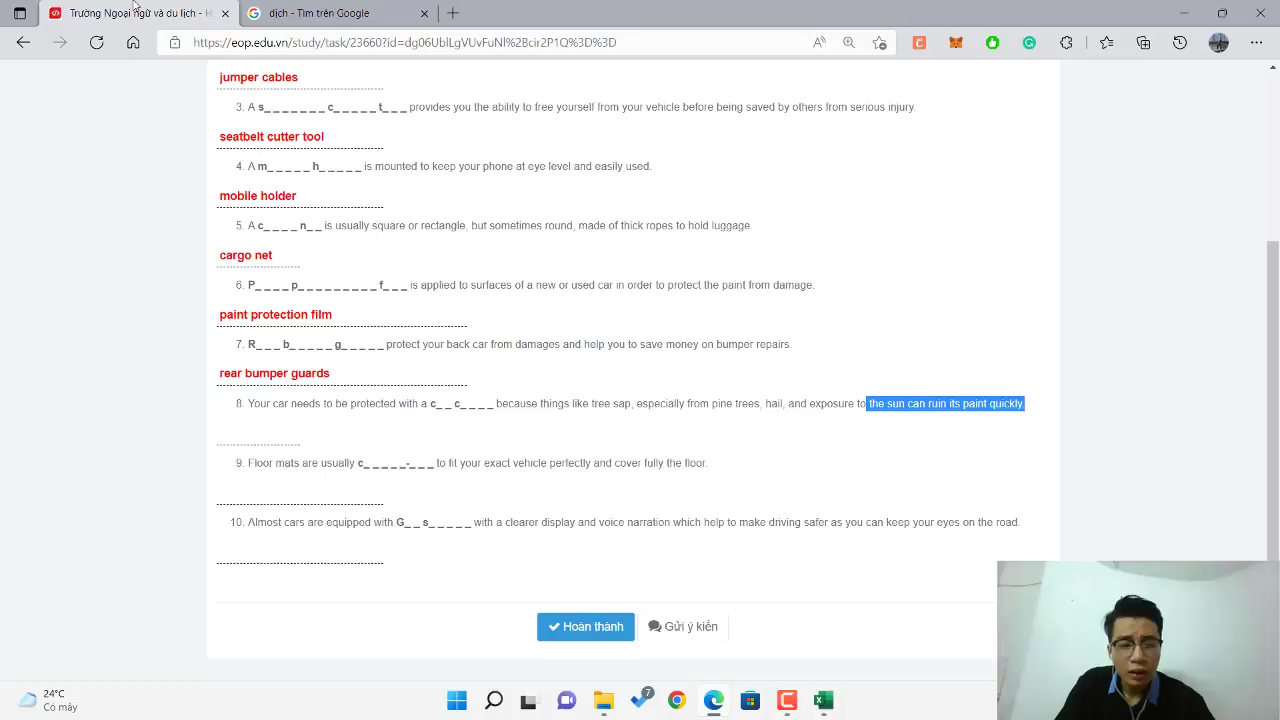 Trường Ngoại ngữ và du lịch - H
dịch - Tìm trên Google
https://eop.edu.vn/study/task/23660?id=dg06UblLgVUvFuNl%2Bcir2P1Q%3D%3D
jumper cables
3. A s_ _ _ _ _ _ _ c_ _ _ _ _ t_ _ _ provides you the ability to free yourself from your vehicle before being saved by others from serious injury.
seatbelt cutter tool
4. A m_ _ _ _ _ h_ _ _ _ _ is mounted to keep your phone at eye level and easily used.
mobile holder
5. A c_ _ _ _ n_ _ is usually square or rectangle, but sometimes round, made of thick ropes to hold luggage.
cargo net
6. P_ _ _ _ p_ _ _ _ _ _ _ _ _ f_ _ _ is applied to surfaces of a new or used car in order to protect the paint from damage.
paint protection film
7. R_ _ _ b_ _ _ _ _ g_ _ _ _ _ protect your back car from damages and help you to save money on bumper repairs.
rear bumper guards
8. Your car needs to be protected with a c_ _ c_ _ _ _ because things like tree sap, especially from pine trees, hail, and exposure to the sun can ruin its paint quickly.
9. Floor mats are usually c_ _ _ _ _-_ _ _ to fit your exact vehicle perfectly and cover fully the floor.
10. Almost cars are equipped with G_ _ s_ _ _ _ _ with a clearer display and voice narration which help to make driving safer as you can keep your eyes on the road.
Hoàn thành
Gửi ý kiến
24°C
Có mây
7